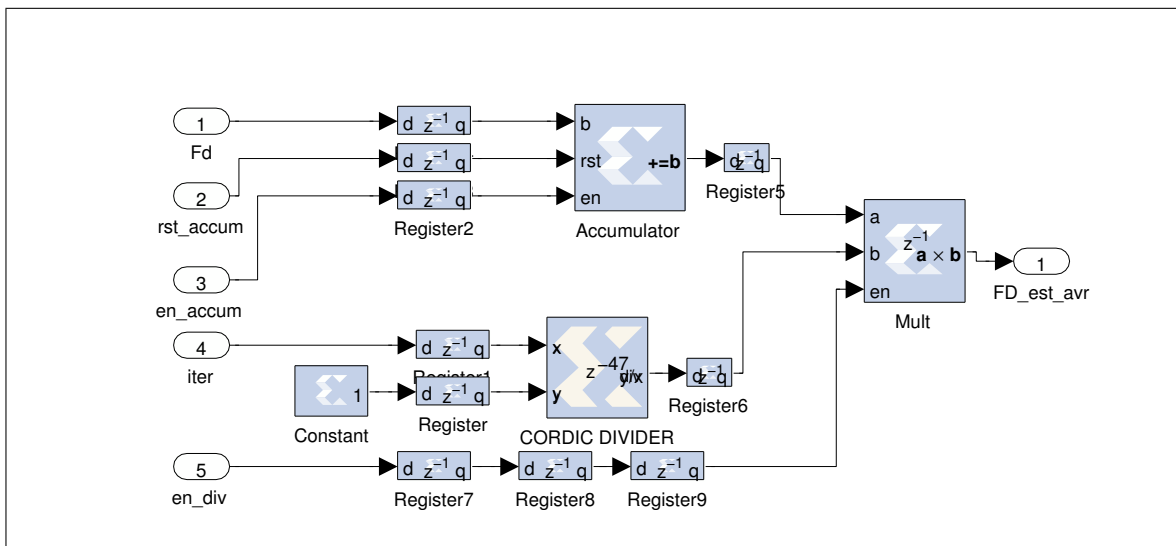 1
Fd
2
rst_accum
3
en_accum
4
iter
5
en_div
d z⁻¹ q
d z⁻¹ q
d z⁻¹ q
Register2
b
rst
en
+=b
Accumulator
d z⁻¹ q
Register5
1
Constant
d z⁻¹ q
Register1
d z⁻¹ q
Register
x
y
z⁻⁴⁷
y/x
CORDIC DIVIDER
d z⁻¹ q
Register6
d z⁻¹ q
Register7
d z⁻¹ q
Register8
d z⁻¹ q
Register9
a
b
en
z⁻¹
a × b
Mult
1
FD_est_avr